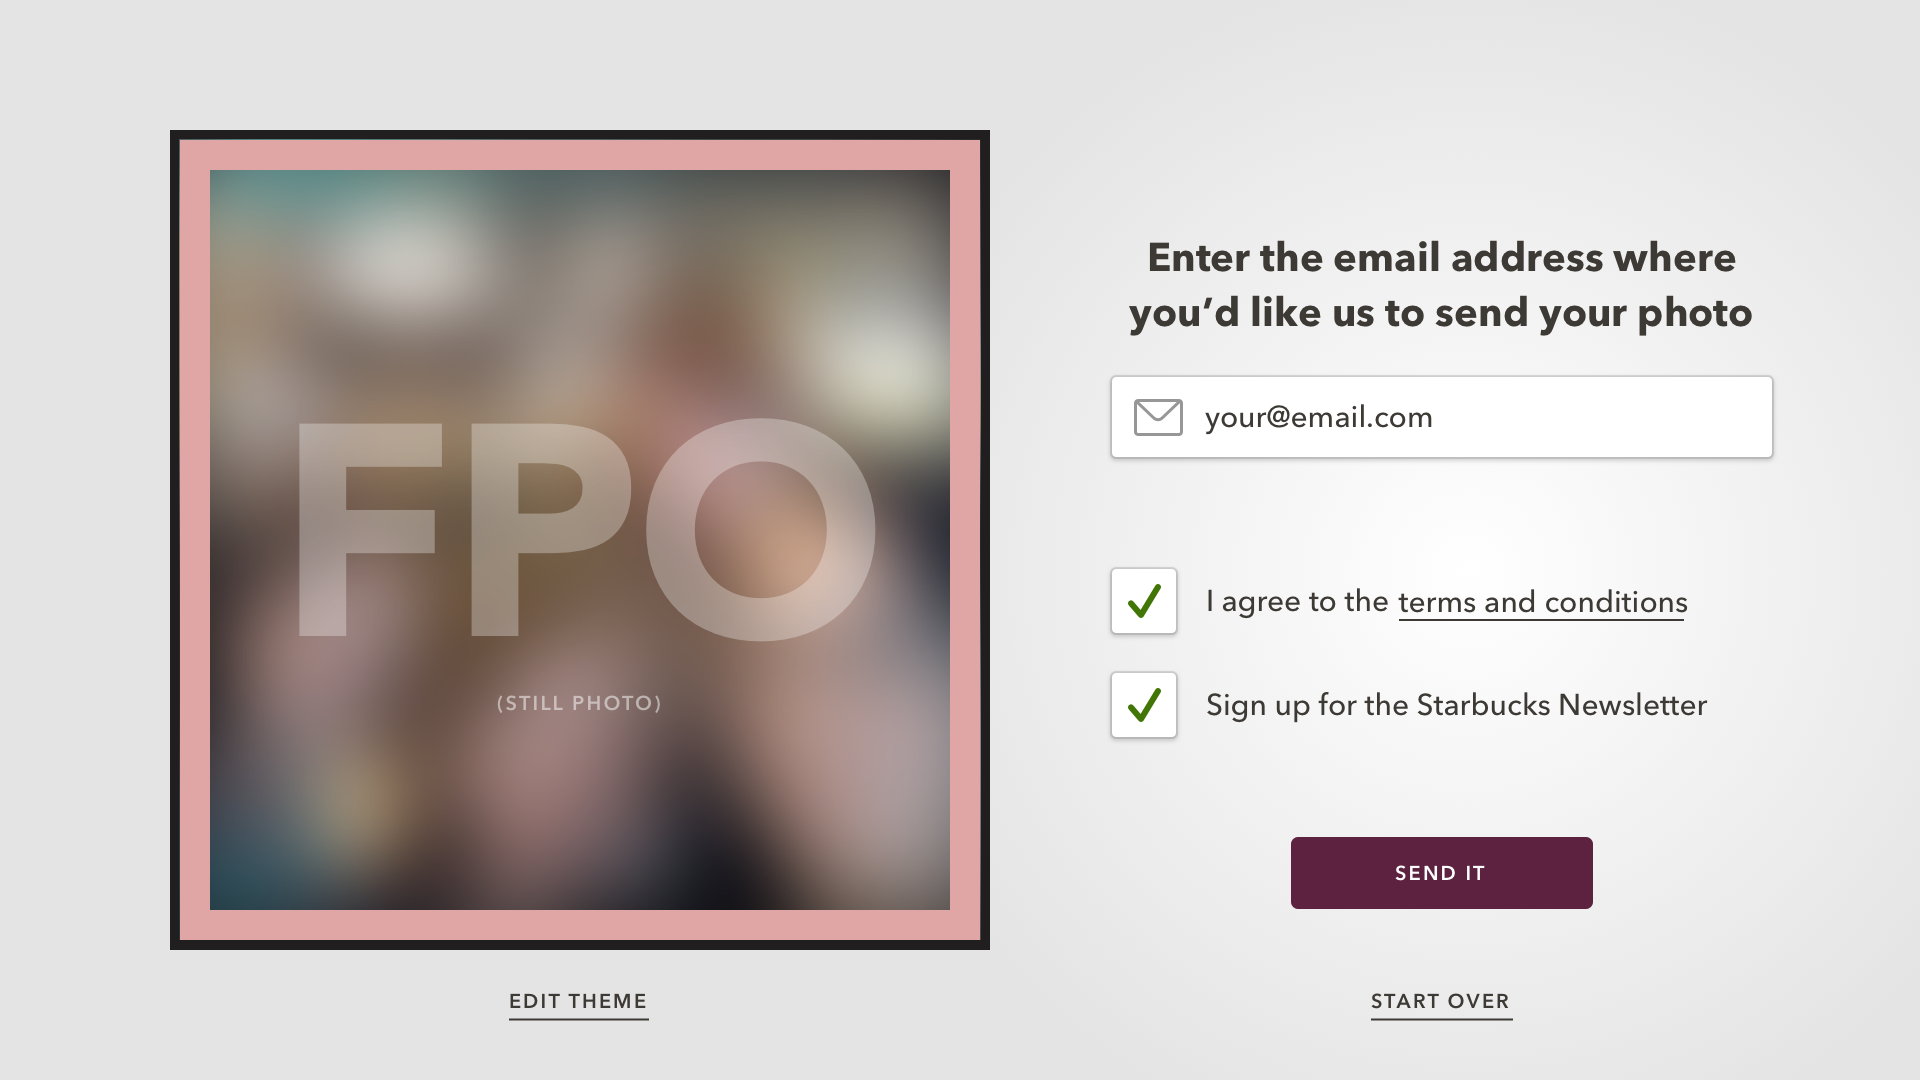 FPO
(STILL PHOTO)
EDIT THEME
Enter the email address where
you’d like us to send your photo
your@email.com
I agree to the terms and conditions
Sign up for the Starbucks Newsletter
SEND IT
START OVER